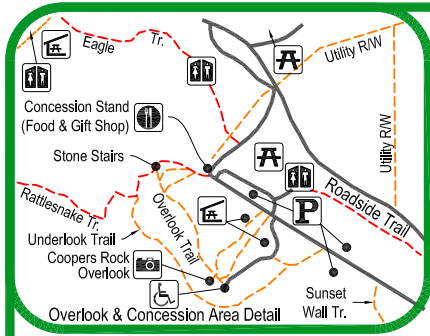 Eagle Tr.
Utility R/W
Concession Stand
(Food & Gift Shop)
Utility R/W
Stone Stairs
Rattlesnake Tr.
Overlook Trail
P
Roadside Trail
Underlook Trail
Coopers Rock
Overlook
Sunset
Wall Tr.
Overlook & Concession Area Detail